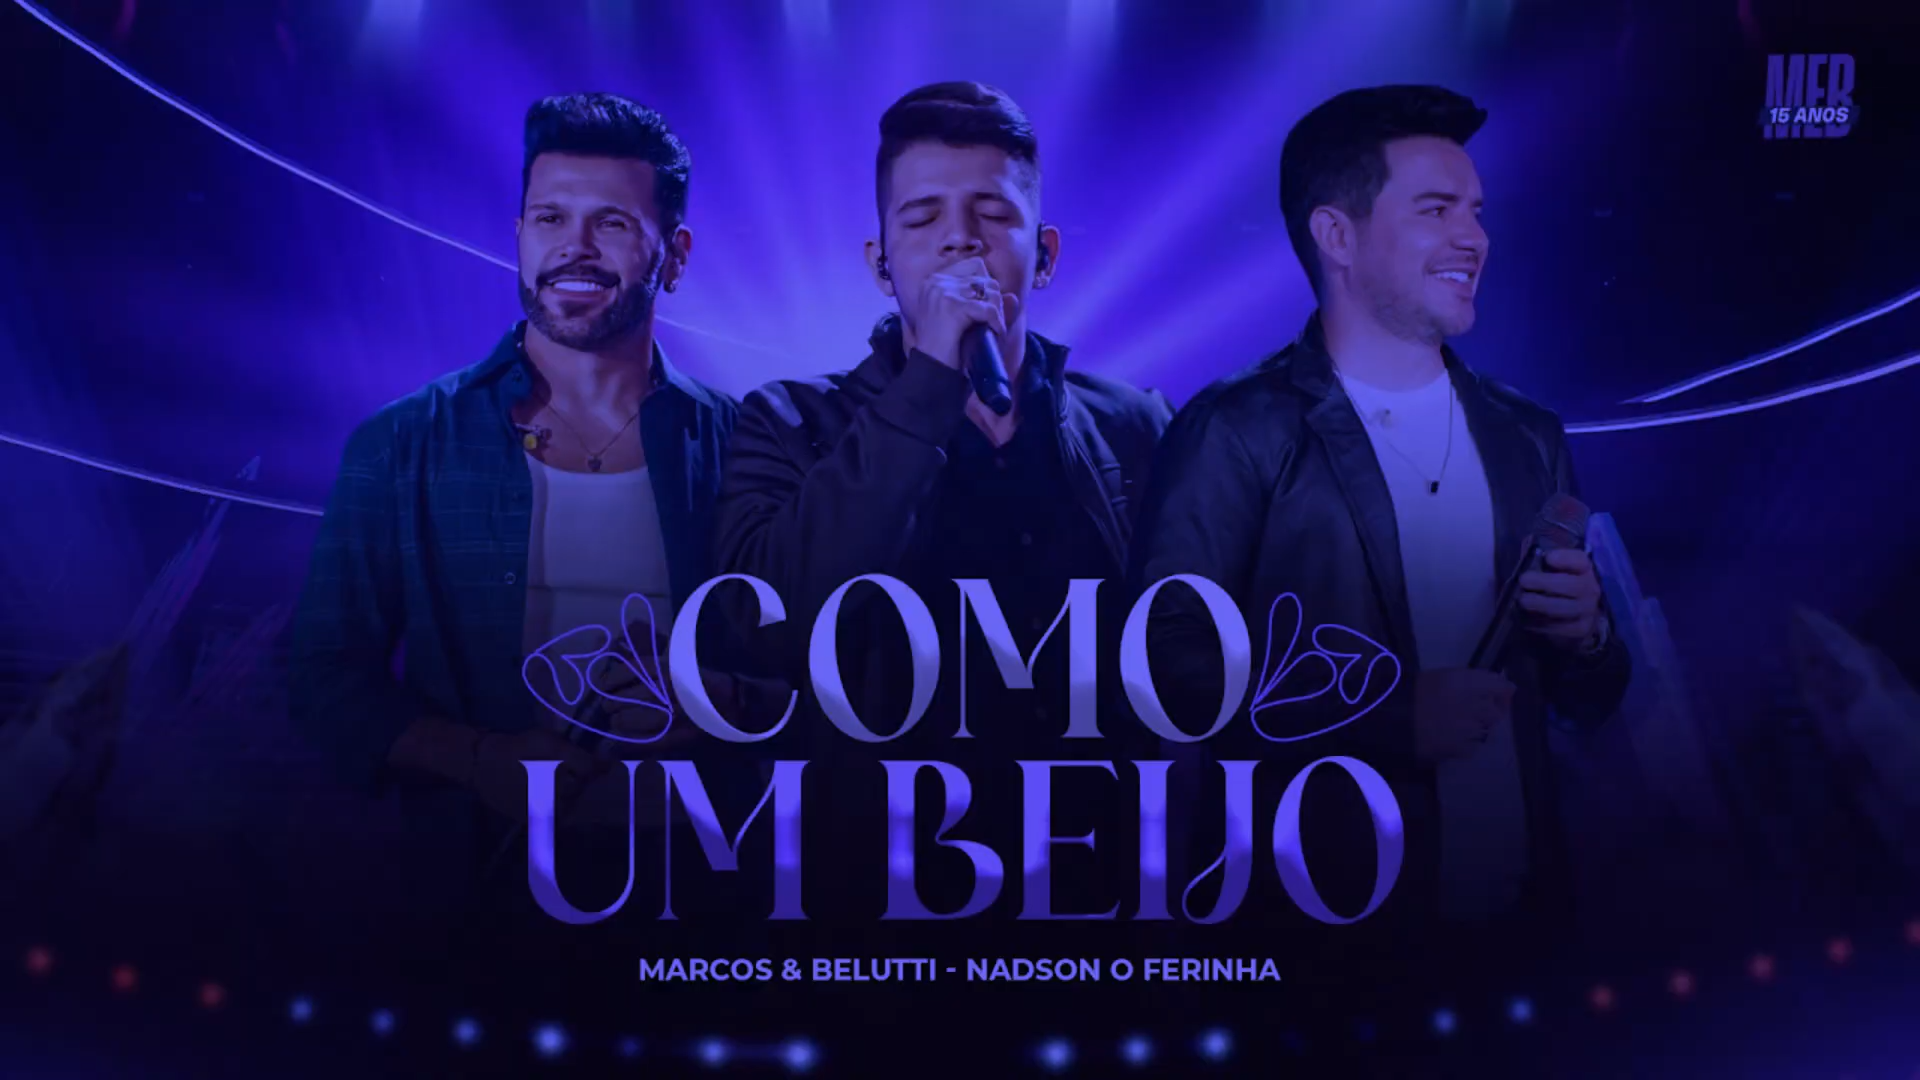 MEB
15 ANOS
COMO
UM BEIJO
MARCOS & BELUTTI - NADSON O FERINHA